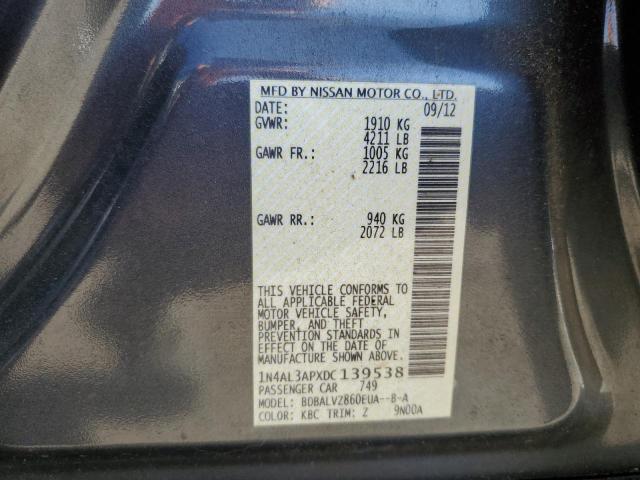 MFD BY NISSAN MOTOR CO., LTD.
DATE: 09/12
GVWR: 1910 KG
4211 LB
GAWR FR.: 1005 KG
2216 LB
GAWR RR.: 940 KG
2072 LB
THIS VEHICLE CONFORMS TO
ALL APPLICABLE FEDERAL
MOTOR VEHICLE SAFETY,
BUMPER, AND THEFT
PREVENTION STANDARDS IN
EFFECT ON THE DATE OF
MANUFACTURE SHOWN ABOVE.
1N4AL3APXDC139538
PASSENGER CAR 749
MODEL: BDBALVZ860EUA--B-A
COLOR: KBC TRIM: Z 9N00A